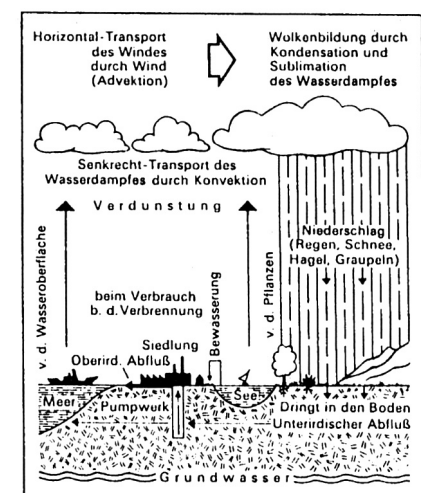 Horizontal-Transport
des Windes
durch Wind
(Advektion)
Wolkenbildung durch
Kondensation und
Sublimation
des Wasserdampfes
Senkrecht-Transport des
Wasserdampfes durch Konvektion
Verdunstung
v. d. Wasseroberfläche
beim Verbrauch
b. d. Verbrennung
Siedlung
Oberird. Abfluß
Bewässerung
v. d. Pflanzen
Niederschlag
(Regen, Schnee,
Hagel, Graupeln)
Meer
Pumpwerk
See
Dringt in den Boden
Unterirdischer Abfluß
Grundwasser